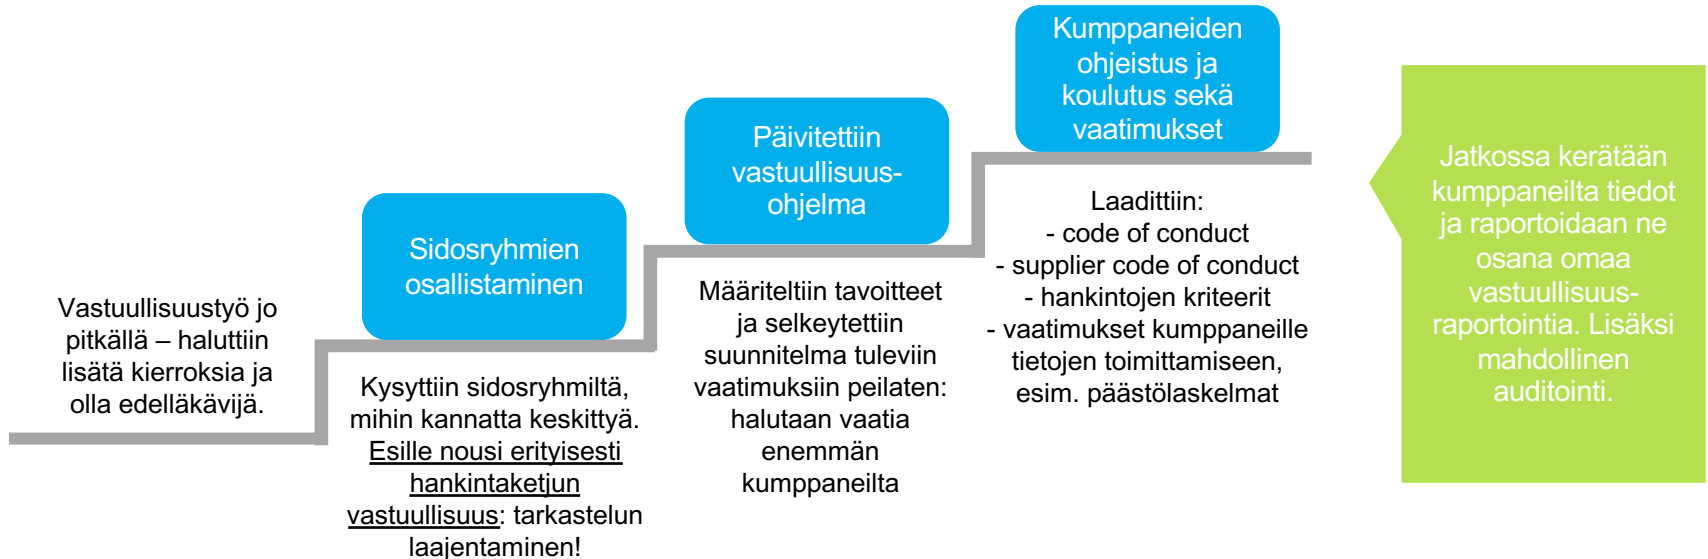 Vastuullisuustyö jo
pitkällä – haluttiin
lisätä kierroksia ja
olla edelläkävijä.
Sidosryhmien
osallistaminen
Kysyttiin sidosryhmiltä,
mihin kannatta keskittyä.
Esille nousi erityisesti
hankintaketjun
vastuullisuus: tarkastelun
laajentaminen!
Päivitettiin
vastuullisuus-
ohjelma
Määriteltiin tavoitteet
ja selkeytettiin
suunnitelma tuleviin
vaatimuksiin peilaten:
halutaan vaatia
enemmän
kumppaneilta
Kumppaneiden
ohjeistus ja
koulutus sekä
vaatimukset
Laadittiin:
- code of conduct
- supplier code of conduct
- hankintojen kriteerit
- vaatimukset kumppaneille
tietojen toimittamiseen,
esim. päästölaskelmat
Jatkossa kerätään
kumppaneilta tiedot
ja raportoidaan ne
osana omaa
vastuullisuus-
raportointia. Lisäksi
mahdollinen
auditointi.